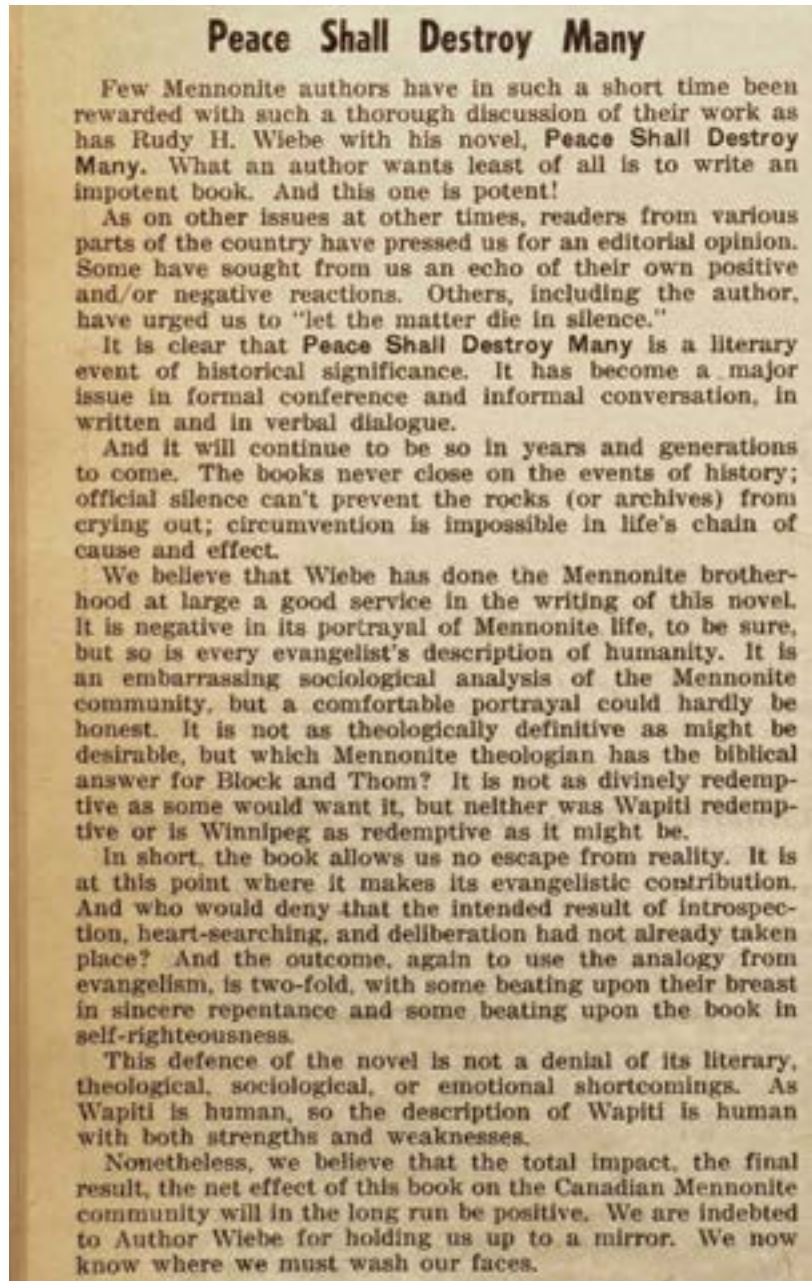 Peace Shall Destroy Many
Few Mennonite authors have in such a short time been
rewarded with such a thorough discussion of their work as
has Rudy H. Wiebe with his novel, Peace Shall Destroy
Many. What an author wants least of all is to write an
impotent book. And this one is potent!
As on other issues at other times, readers from various
parts of the country have pressed us for an editorial opinion.
Some have sought from us an echo of their own positive
and/or negative reactions. Others, including the author,
have urged us to "let the matter die in silence."
It is clear that Peace Shall Destroy Many is a literary
event of historical significance. It has become a major
issue in formal conference and informal conversation, in
written and in verbal dialogue.
And it will continue to be so in years and generations
to come. The books never close on the events of history;
official silence can't prevent the rocks (or archives) from
crying out; circumvention is impossible in life's chain of
cause and effect.
We believe that Wiebe has done the Mennonite brother-
hood at large a good service in the writing of this novel.
It is negative in its portrayal of Mennonite life, to be sure,
but so is every evangelist's description of humanity. It is
an embarrassing sociological analysis of the Mennonite
community, but a comfortable portrayal could hardly be
honest. It is not as theologically definitive as might be
desirable, but which Mennonite theologian has the biblical
answer for Block and Thom? It is not as divinely redemp-
tive as some would want it, but neither was Wapiti redemp-
tive or is Winnipeg as redemptive as it might be.
In short, the book allows us no escape from reality. It is
at this point where it makes its evangelistic contribution.
And who would deny that the intended result of introspec-
tion, heart-searching, and deliberation had not already taken
place? And the outcome, again to use the analogy from
evangelism, is two-fold, with some beating upon their breast
in sincere repentance and some beating upon the book in
self-righteousness.
This defence of the novel is not a denial of its literary,
theological, sociological, or emotional shortcomings. As
Wapiti is human, so the description of Wapiti is human
with both strengths and weaknesses.
Nonetheless, we believe that the total impact, the final
result, the net effect of this book on the Canadian Mennonite
community will in the long run be positive. We are indebted
to Author Wiebe for holding us up to a mirror. We now
know where we must wash our faces.